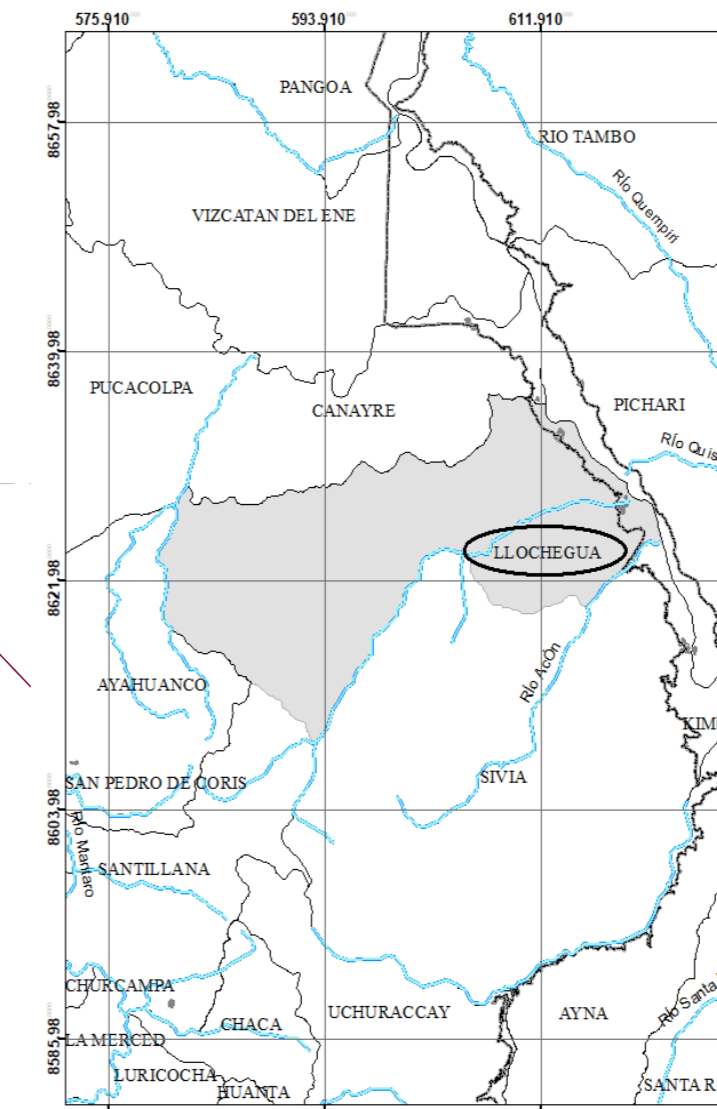 575.910 593.910 611.910
PANGOA
8657.98
RIO TAMBO
Río Quempiri
VIZCATAN DEL ENE
8639.98
PUCACOLPA
CANAYRE
PICHARI
Río Quis
LLOCHEGUA
8621.98
Río AcÓn
AYAHUANCO
KIM
SIVIA
SAN PEDRO DE CORIS
8603.98
Río Mantaro
SANTILLANA
CHURCAMPA
UCHURACCAY
AYNA
Río Santa
CHACA
8585.98
LA MERCED
LURICOCHA
HUANTA
SANTA R